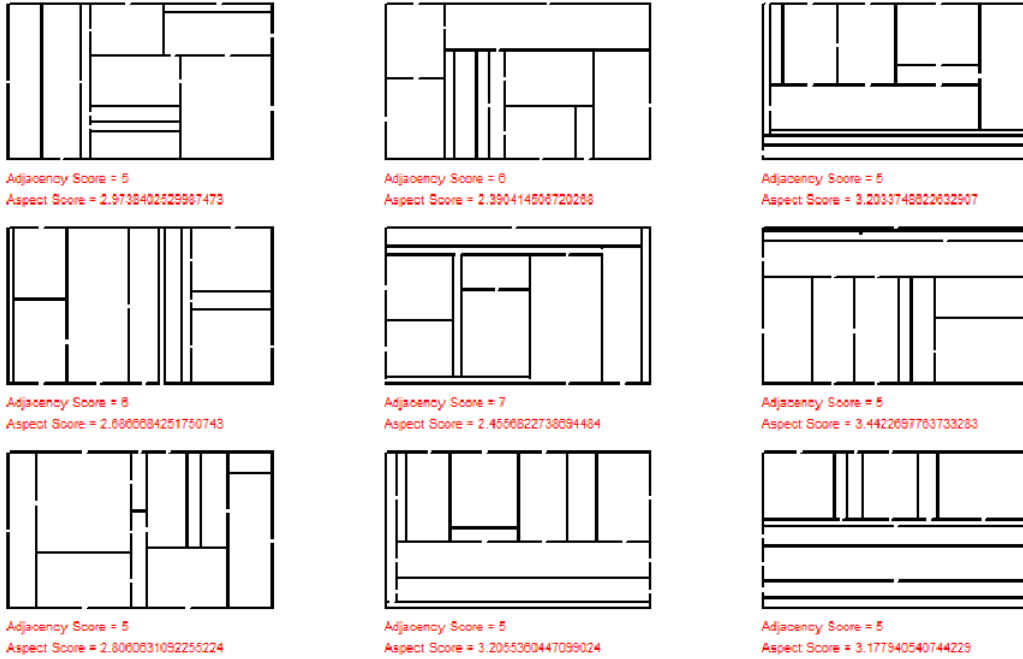 Adjacency Score = 5
Aspect Score = 2.9738402529987473
Adjacency Score = 6
Aspect Score = 2.390414506720268
Adjacency Score = 5
Aspect Score = 3.2033748622632907
Adjacency Score = 6
Aspect Score = 2.6866684251750743
Adjacency Score = 7
Aspect Score = 2.4556822738694484
Adjacency Score = 5
Aspect Score = 3.4422697763733283
Adjacency Score = 5
Aspect Score = 2.8060631092255224
Adjacency Score = 5
Aspect Score = 3.2055360447099024
Adjacency Score = 5
Aspect Score = 3.177940540744229